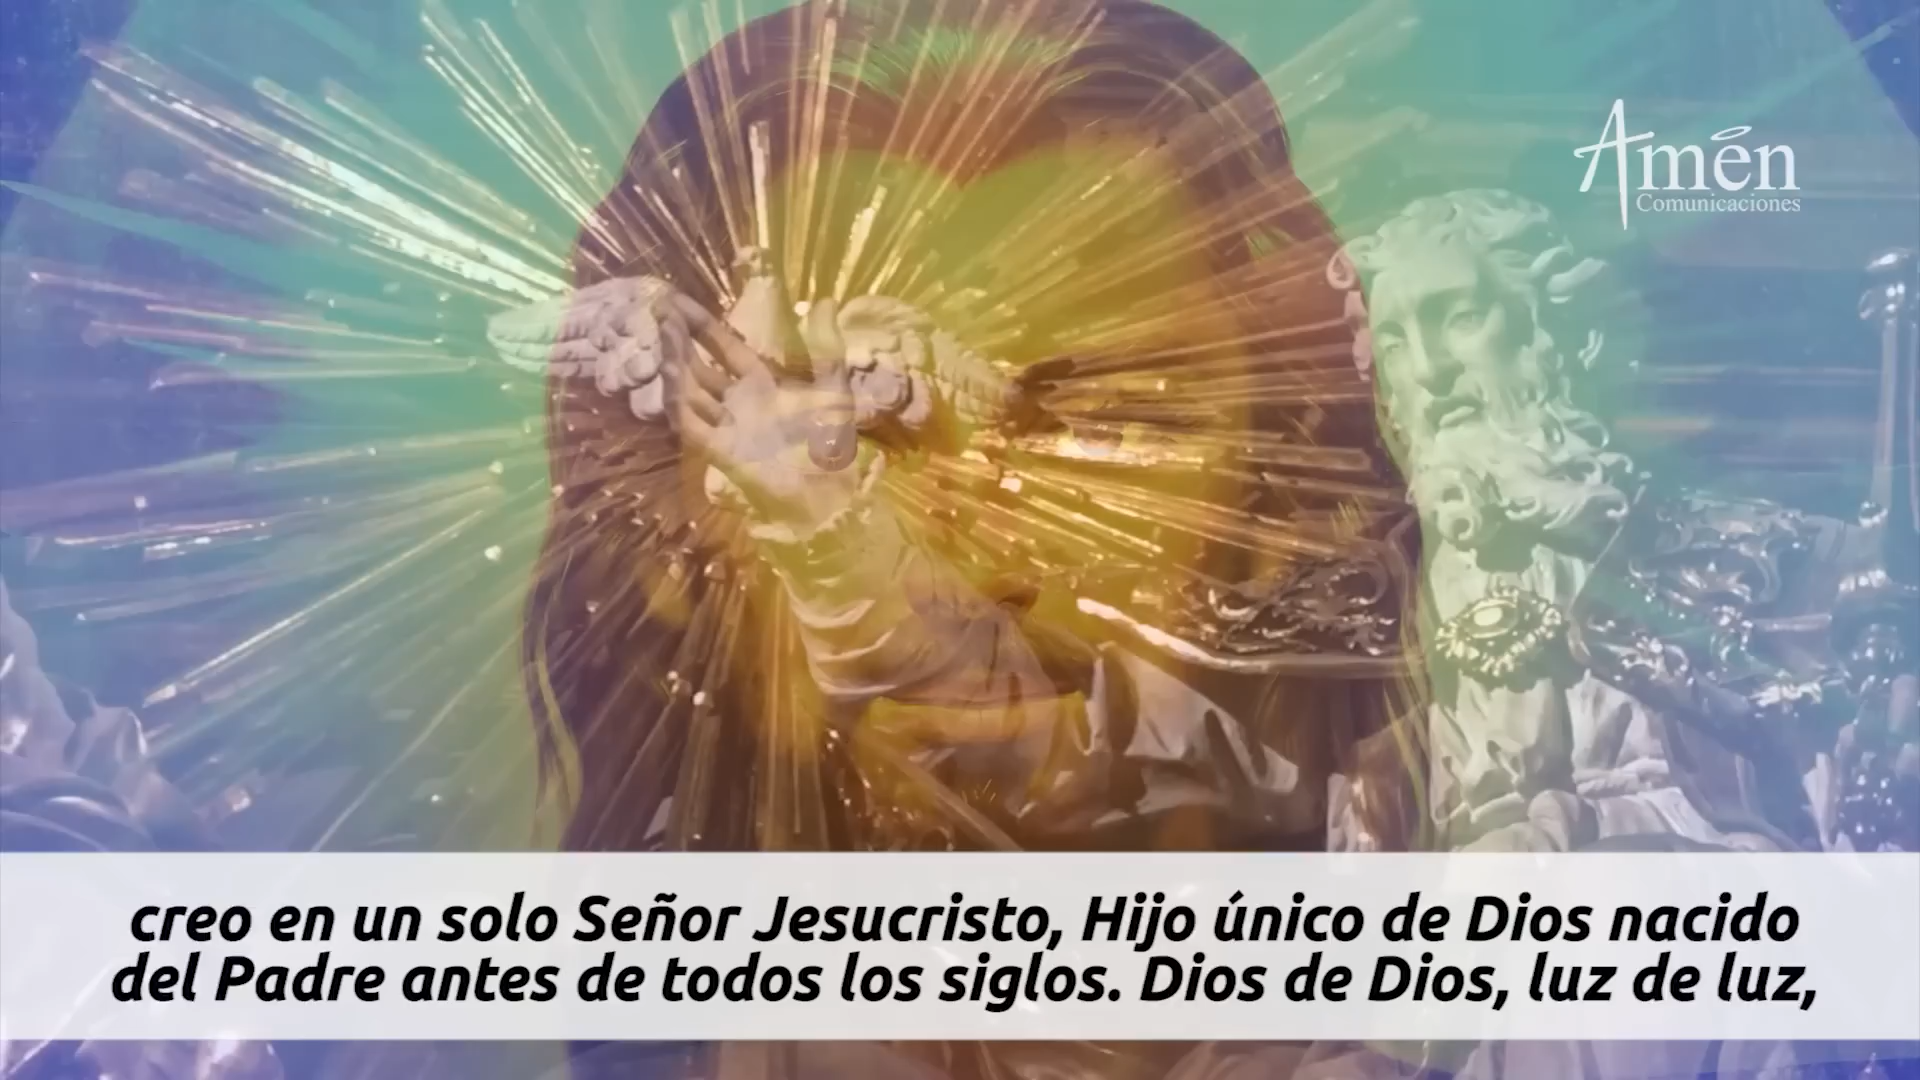 Amén
Comunicaciones
creo en un solo Señor Jesucristo, Hijo único de Dios nacido
del Padre antes de todos los siglos. Dios de Dios, luz de luz,